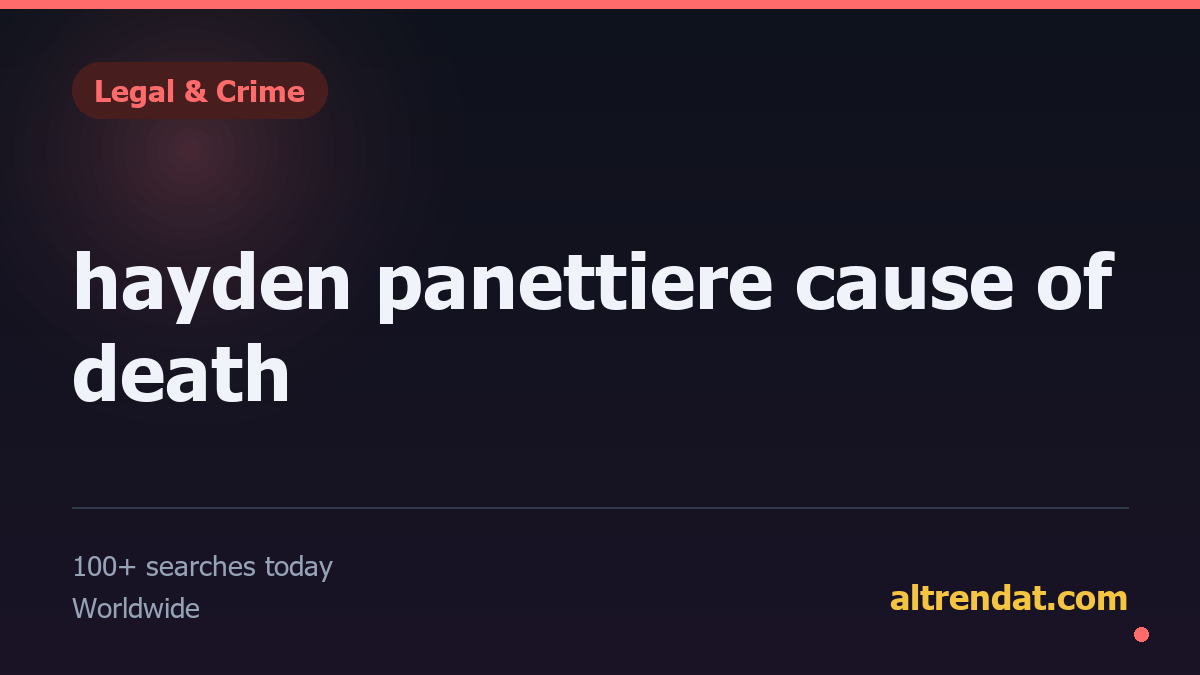 Legal & Crime
hayden panettiere cause of
death
100+ searches today
Worldwide
altrendat.com